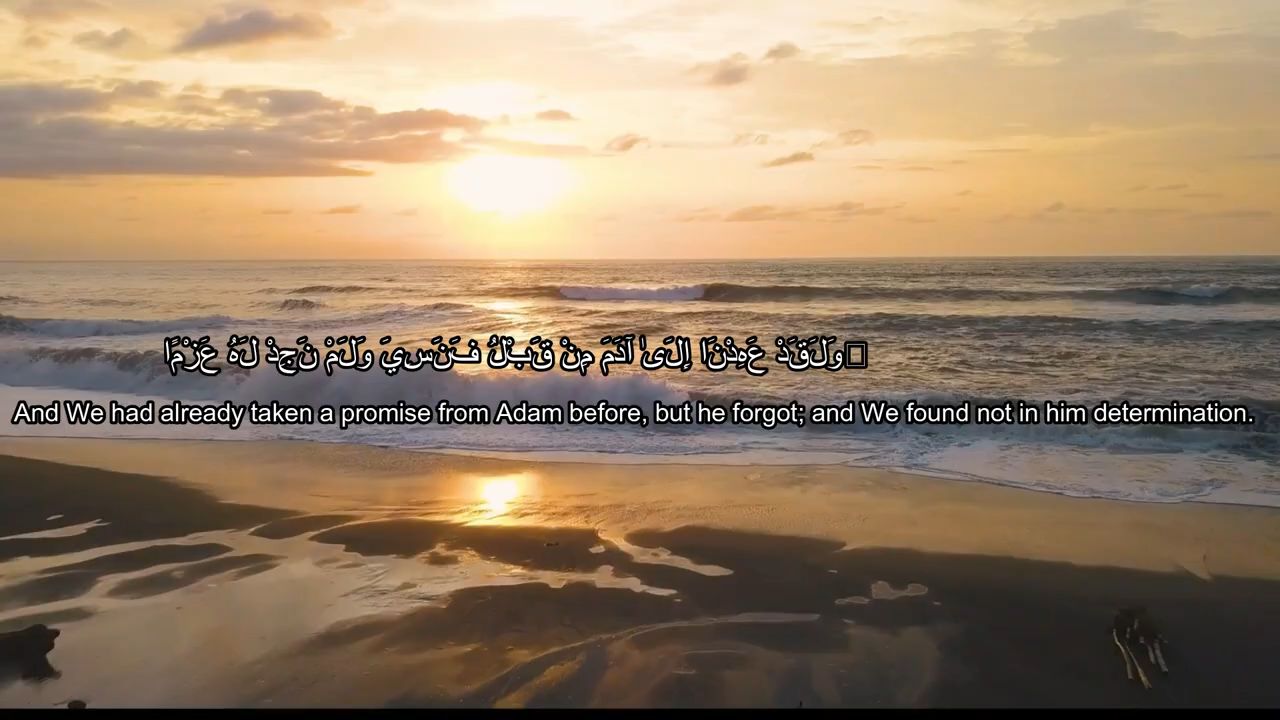 وَلَقَدْ عَهِدْنَا إِلَىٰ آدَمَ مِنْ قَبْلُ فَنَسِيَ وَلَمْ نَجِدْ لَهُ عَزْمًا
And We had already taken a promise from Adam before, but he forgot; and We found not in him determination.